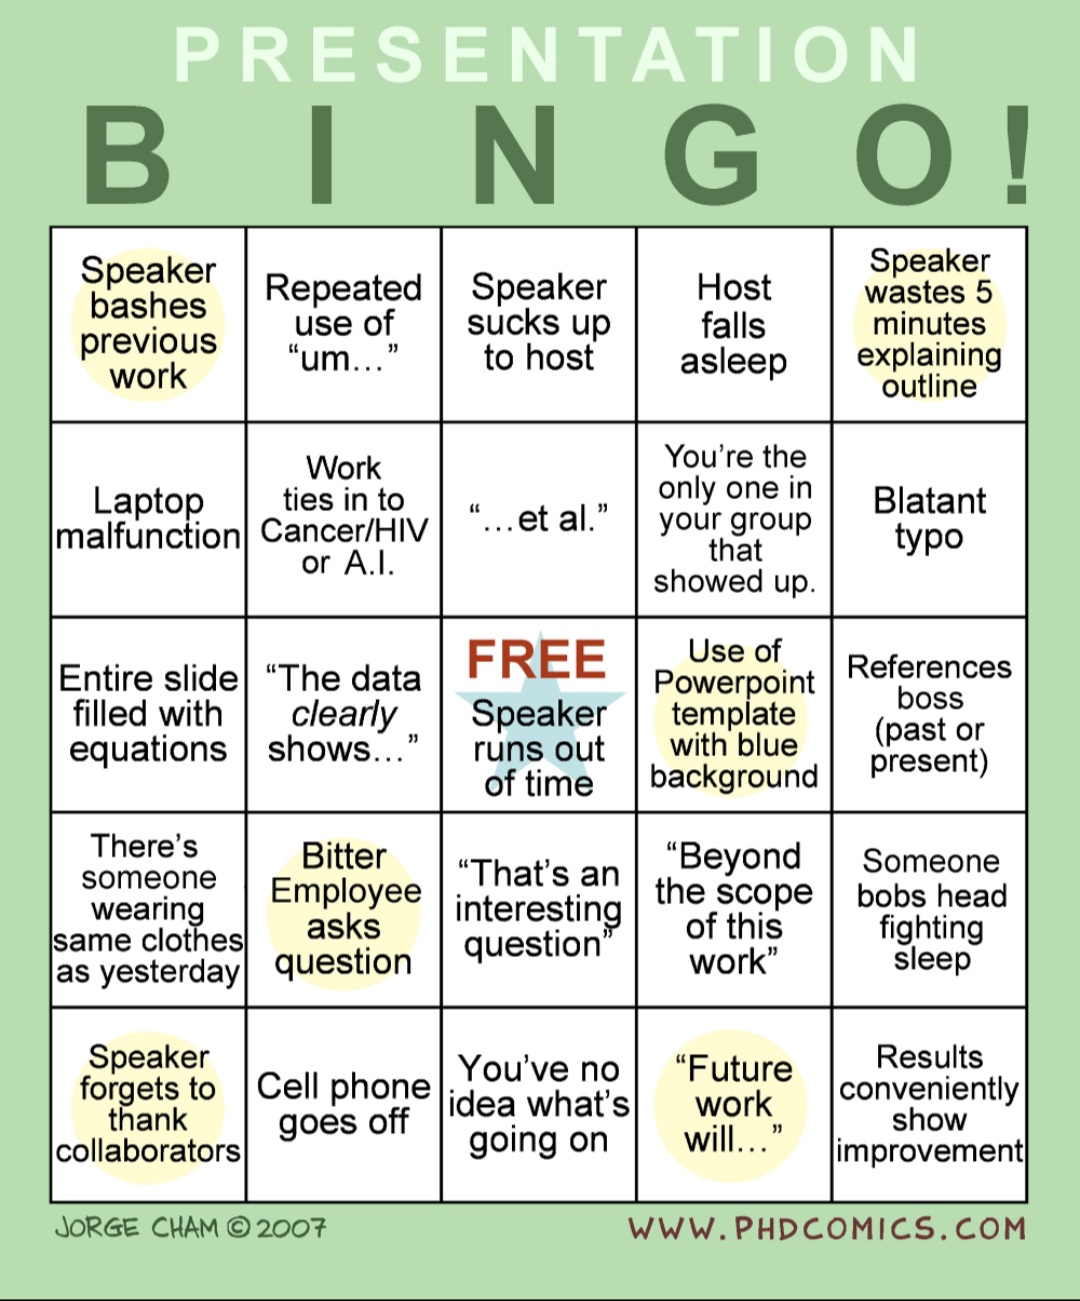 PRESENTATION
BINGO!
Speaker
bashes
previous
work
Repeated
use of
“um…”
Speaker
sucks up
to host
Host
falls
asleep
Speaker
wastes 5
minutes
explaining
outline
Laptop
malfunction
Work
ties in to
Cancer/HIV
or A.I.
“…et al.”
You’re the
only one in
your group
that
showed up.
Blatant
typo
Entire slide
filled with
equations
“The data
clearly
shows…”
FREE
Speaker
runs out
of time
Use of
Powerpoint
template
with blue
background
References
boss
(past or
present)
There’s
someone
wearing
same clothes
as yesterday
Bitter
Employee
asks
question
“That’s an
interesting
question”
“Beyond
the scope
of this
work”
Someone
bobs head
fighting
sleep
Speaker
forgets to
thank
collaborators
Cell phone
goes off
You’ve no
idea what’s
going on
“Future
work
will…”
Results
conveniently
show
improvement
JORGE CHAM © 2007
WWW.PHDCOMICS.COM